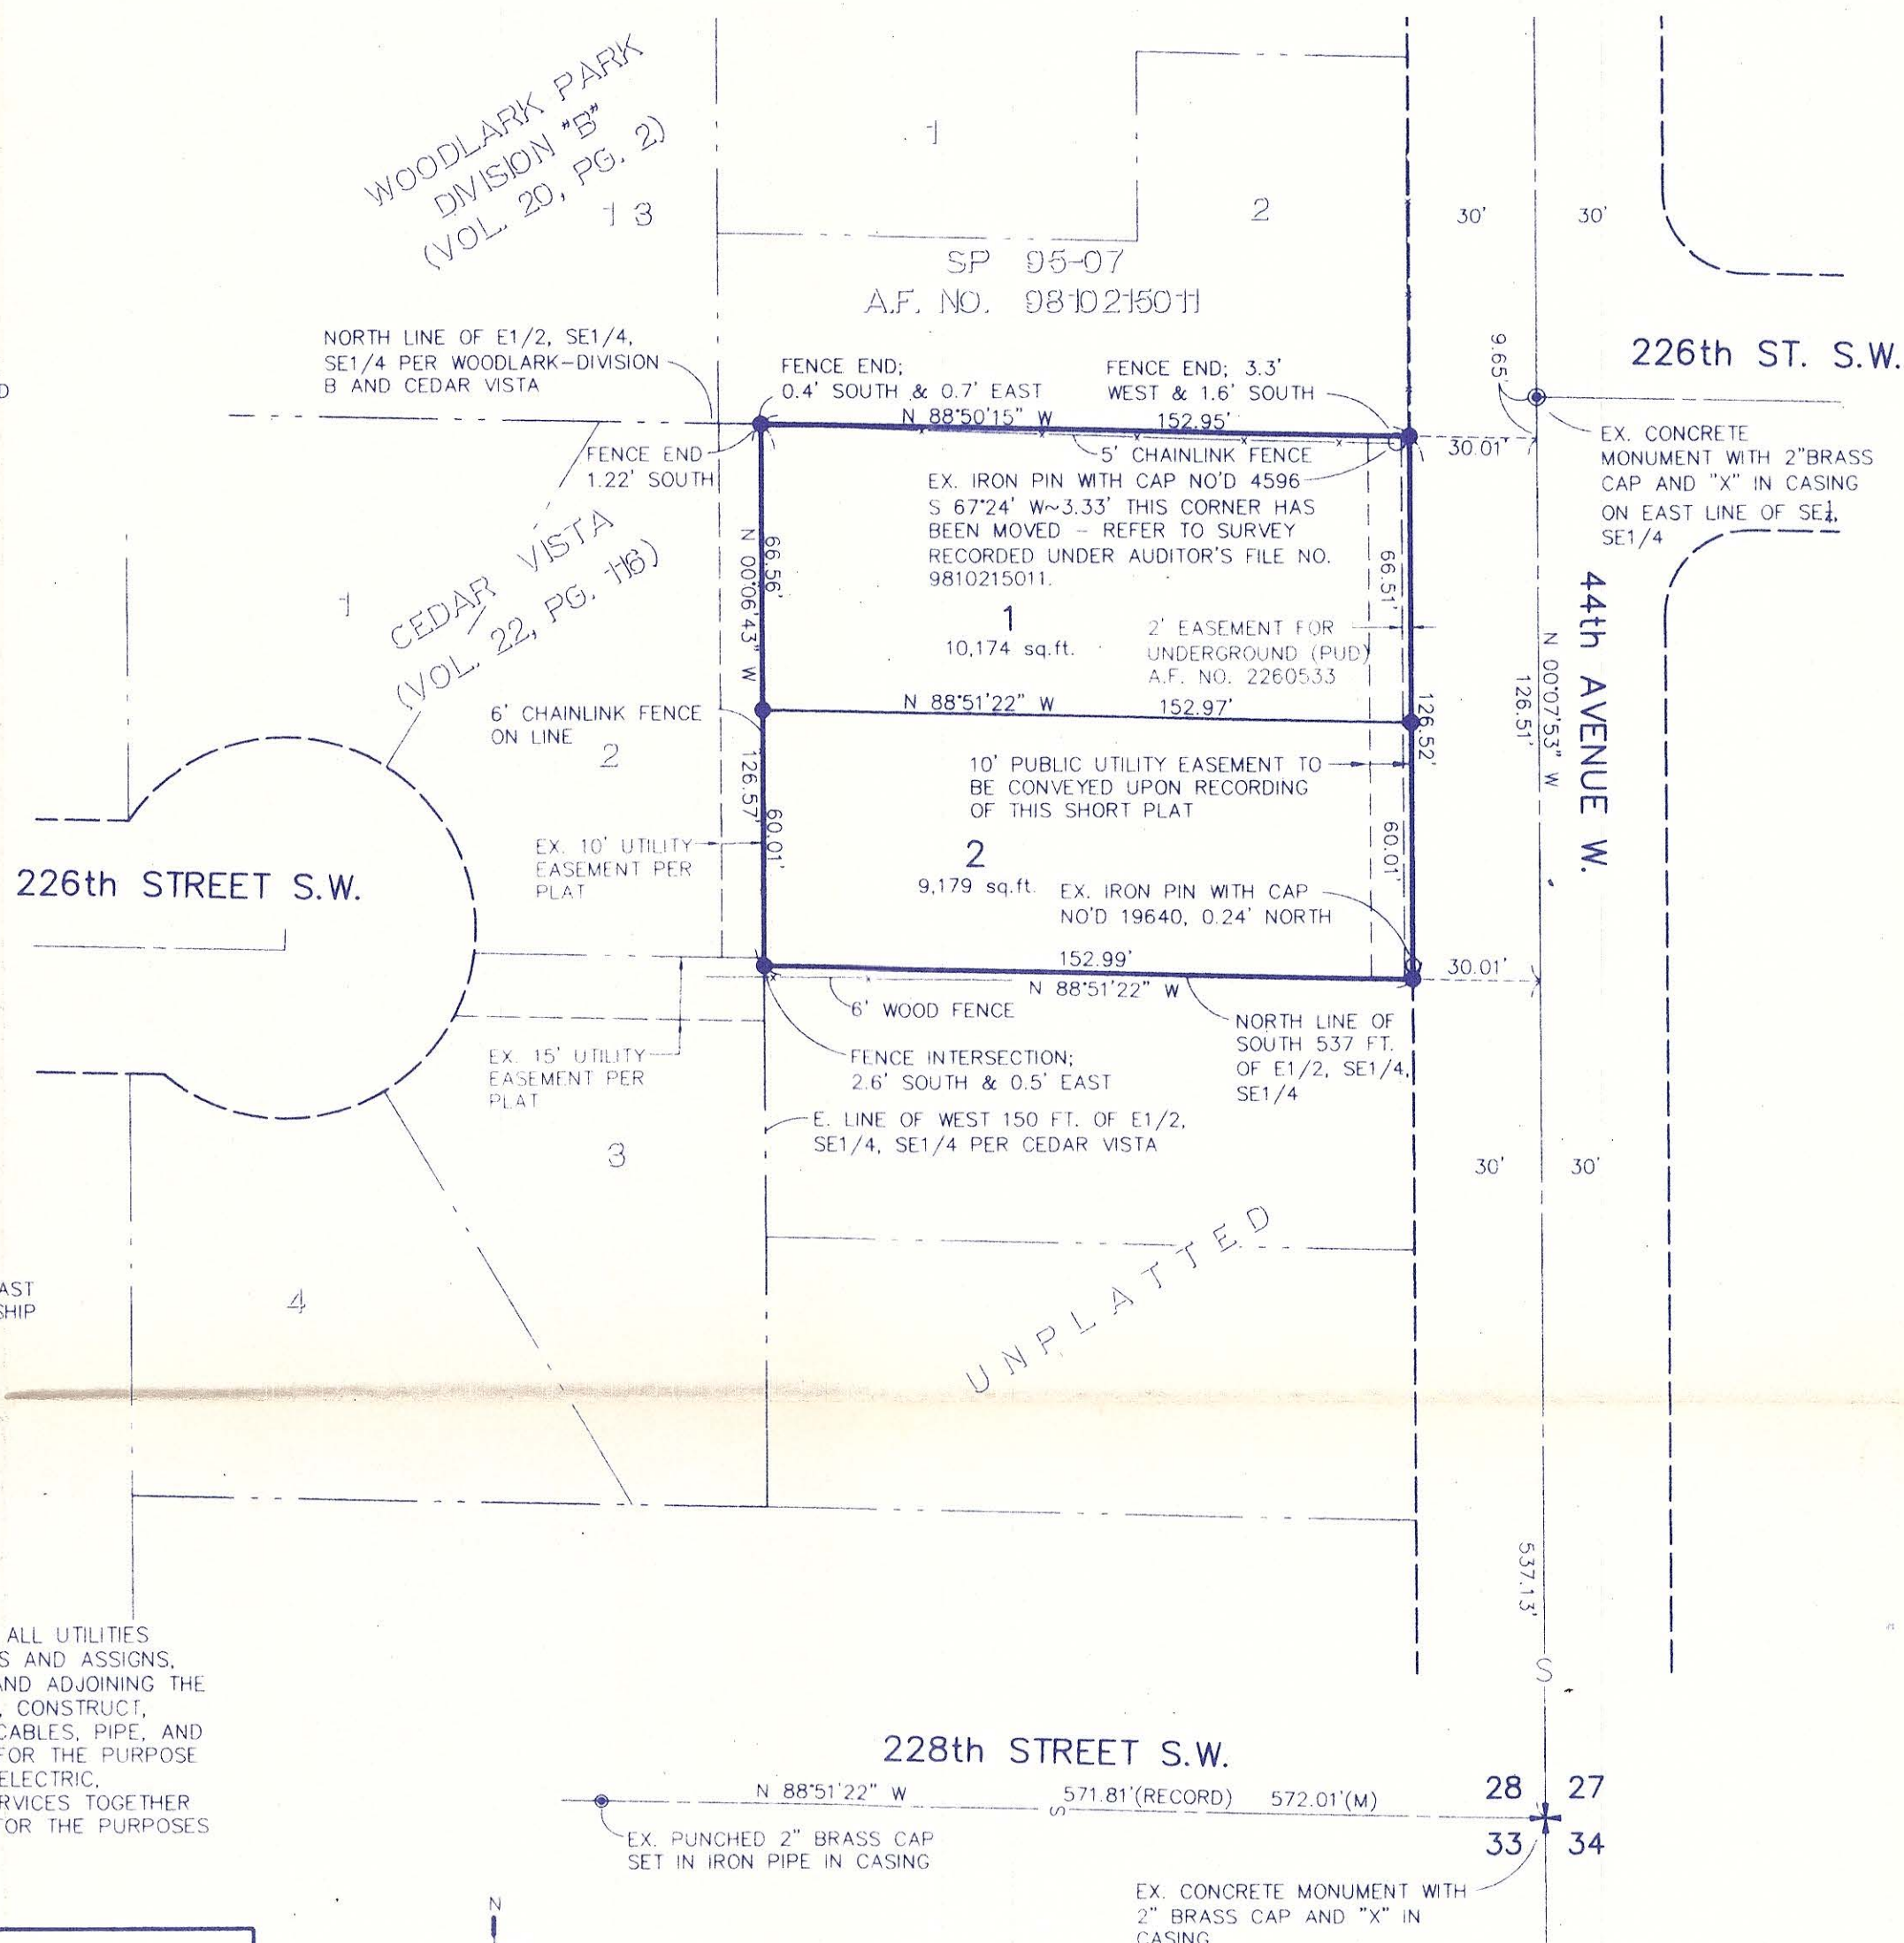 WOODLARK PARK
DIVISION "B"
(VOL. 20, PG. 2)
13
1
2
30'
30'
SP 95-07
A.F. NO. 9810215011
NORTH LINE OF E1/2, SE1/4,
SE1/4 PER WOODLARK-DIVISION
B AND CEDAR VISTA
FENCE END;
0.4' SOUTH & 0.7' EAST
FENCE END; 3.3'
WEST & 1.6' SOUTH
9.65'
226th ST. S.W.
D
N 88°50'15" W
152.95'
30.01'
EX. CONCRETE
MONUMENT WITH 2"BRASS
CAP AND "X" IN CASING
ON EAST LINE OF SE1,
SE1/4
FENCE END
1.22' SOUTH
5' CHAINLINK FENCE
EX. IRON PIN WITH CAP NO'D 4596
S 67°24' W~3.33' THIS CORNER HAS
BEEN MOVED - REFER TO SURVEY
RECORDED UNDER AUDITOR'S FILE NO.
9810215011.
CEDAR VISTA
(VOL. 22, PG. 116)
1
N 00°06'43" W
66.56'
66.51'
1
10,174 sq.ft.
2' EASEMENT FOR
UNDERGROUND (PUD)
A.F. NO. 2260533
44th AVENUE W.
N 00°07'53" W
126.51'
N 88°51'22" W
152.97'
126.52'
6' CHAINLINK FENCE
ON LINE
2
126.57'
60.01'
10' PUBLIC UTILITY EASEMENT TO
BE CONVEYED UPON RECORDING
OF THIS SHORT PLAT
60.01'
EX. 10' UTILITY
EASEMENT PER
PLAT
226th STREET S.W.
2
9,179 sq.ft.
EX. IRON PIN WITH CAP
NO'D 19640, 0.24' NORTH
152.99'
N 88°51'22" W
30.01'
6' WOOD FENCE
NORTH LINE OF
SOUTH 537 FT.
OF E1/2, SE1/4,
SE1/4
EX. 15' UTILITY
EASEMENT PER
PLAT
FENCE INTERSECTION;
2.6' SOUTH & 0.5' EAST
E. LINE OF WEST 150 FT. OF E1/2,
SE1/4, SE1/4 PER CEDAR VISTA
3
30'
30'
UNPLATTED
4
AST
SHIP
537.13'
S
ALL UTILITIES
S AND ASSIGNS,
AND ADJOINING THE
, CONSTRUCT,
CABLES, PIPE, AND
FOR THE PURPOSE
ELECTRIC,
RVICES TOGETHER
FOR THE PURPOSES
228th STREET S.W.
N 88°51'22" W
571.81'(RECORD)
572.01'(M)
S
28
27
33
34
EX. PUNCHED 2" BRASS CAP
SET IN IRON PIPE IN CASING
EX. CONCRETE MONUMENT WITH
2" BRASS CAP AND "X" IN
CASING
N